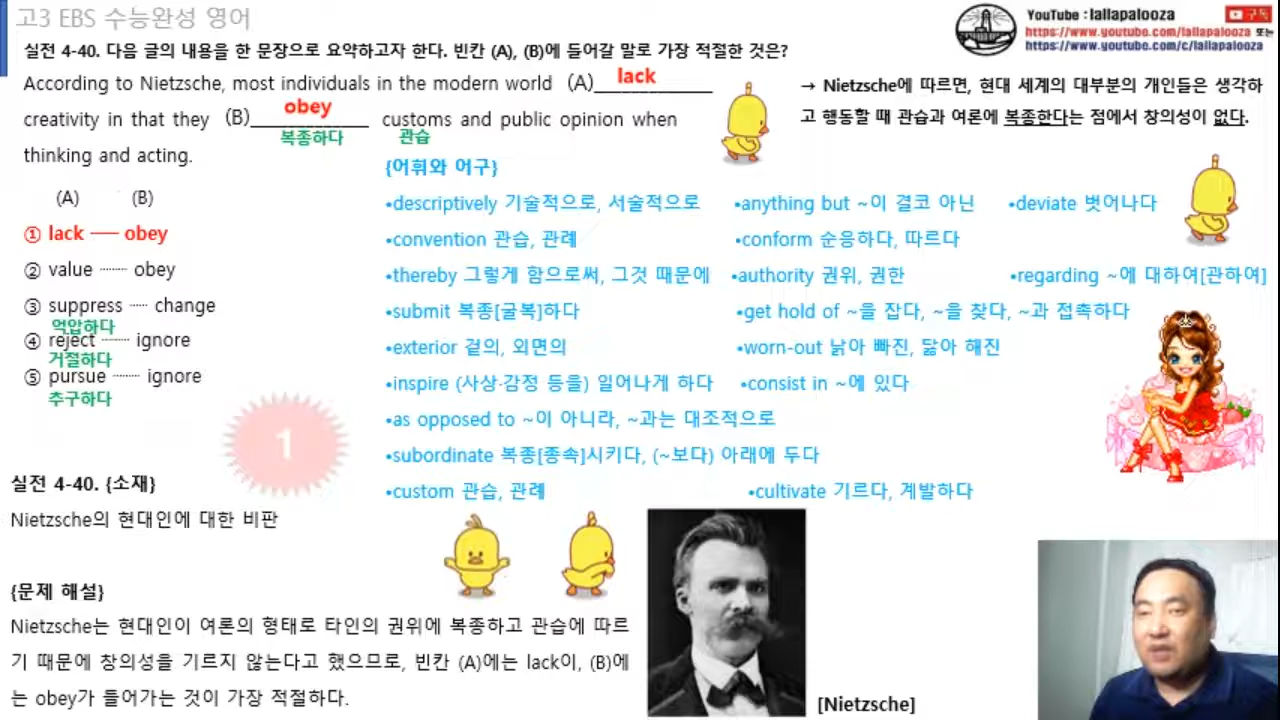 고3 EBS 수능완성 영어
YouTube : lallapalooza
구독
https://www.youtube.com/lallapalooza 또는
https://www.youtube.com/c/lallapalooza
실전 4-40. 다음 글의 내용을 한 문장으로 요약하고자 한다. 빈칸 (A), (B)에 들어갈 말로 가장 적절한 것은?
According to Nietzsche, most individuals in the modern world (A) lack
creativity in that they (B) obey customs and public opinion when
복종하다 관습
thinking and acting.
→ Nietzsche에 따르면, 현대 세계의 대부분의 개인들은 생각하
고 행동할 때 관습과 여론에 복종한다는 점에서 창의성이 없다.
(A) (B)
① lack ── obey
② value ········ obey
③ suppress ····· change
억압하다
④ reject ········ ignore
거절하다
⑤ pursue ········ ignore
추구하다
1
{어휘와 어구}
•descriptively 기술적으로, 서술적으로 •anything but ~이 결코 아닌 •deviate 벗어나다
•convention 관습, 관례 •conform 순응하다, 따르다
•thereby 그렇게 함으로써, 그것 때문에 •authority 권위, 권한 •regarding ~에 대하여[관하여]
•submit 복종[굴복]하다 •get hold of ~을 잡다, ~을 찾다, ~과 접촉하다
•exterior 겉의, 외면의 •worn-out 낡아 빠진, 닳아 해진
•inspire (사상·감정 등을) 일어나게 하다 •consist in ~에 있다
•as opposed to ~이 아니라, ~과는 대조적으로
•subordinate 복종[종속]시키다, (~보다) 아래에 두다
•custom 관습, 관례 •cultivate 기르다, 계발하다
실전 4-40. {소재}
Nietzsche의 현대인에 대한 비판
{문제 해설}
Nietzsche는 현대인이 여론의 형태로 타인의 권위에 복종하고 관습에 따르
기 때문에 창의성을 기르지 않는다고 했으므로, 빈칸 (A)에는 lack이, (B)에
는 obey가 들어가는 것이 가장 적절하다.
[Nietzsche]